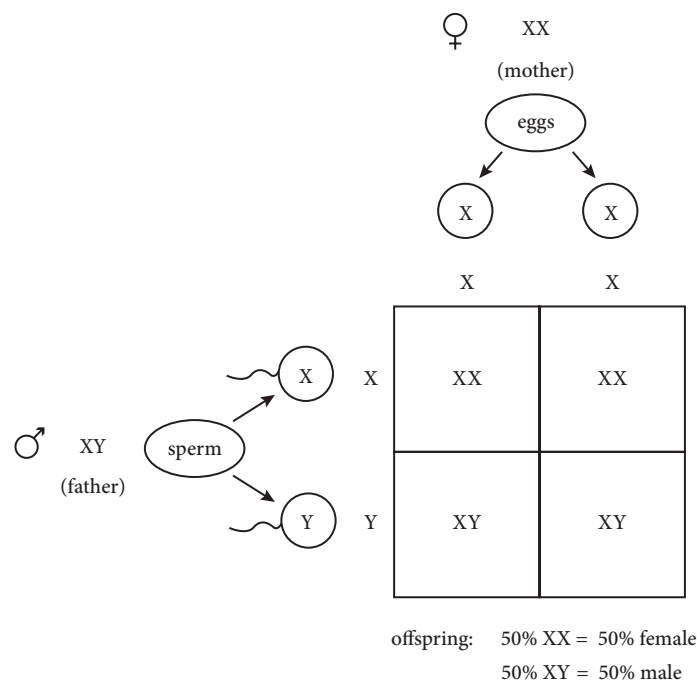 ♀ XX
(mother)
eggs
X X
X X
X X XX XX
♂ XY sperm
(father)
Y Y XY XY
offspring: 50% XX = 50% female
50% XY = 50% male